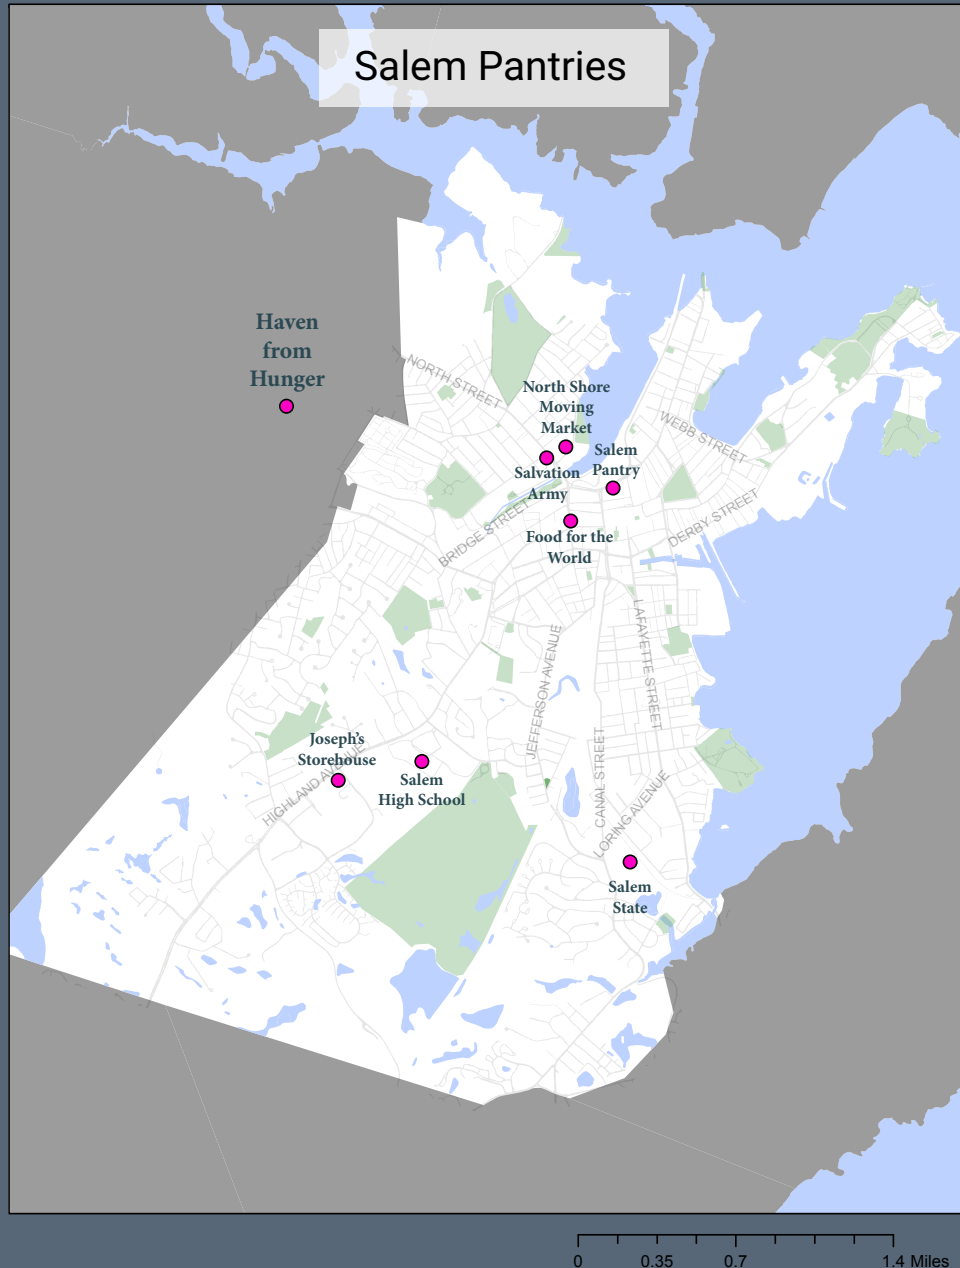 Salem Pantries
Haven
from
Hunger
NORTH STREET
North Shore
Moving
Market
WEBB STREET
Salem
Pantry
Salvation
Army
BRIDGE STREET
DERBY STREET
Food for the
World
LAFAYETTE STREET
JEFFERSON AVENUE
Joseph's
Storehouse
HIGHLAND AVENUE
Salem
High School
CANAL STREET
LORING AVENUE
Salem
State
0 0.35 0.7 1.4 Miles